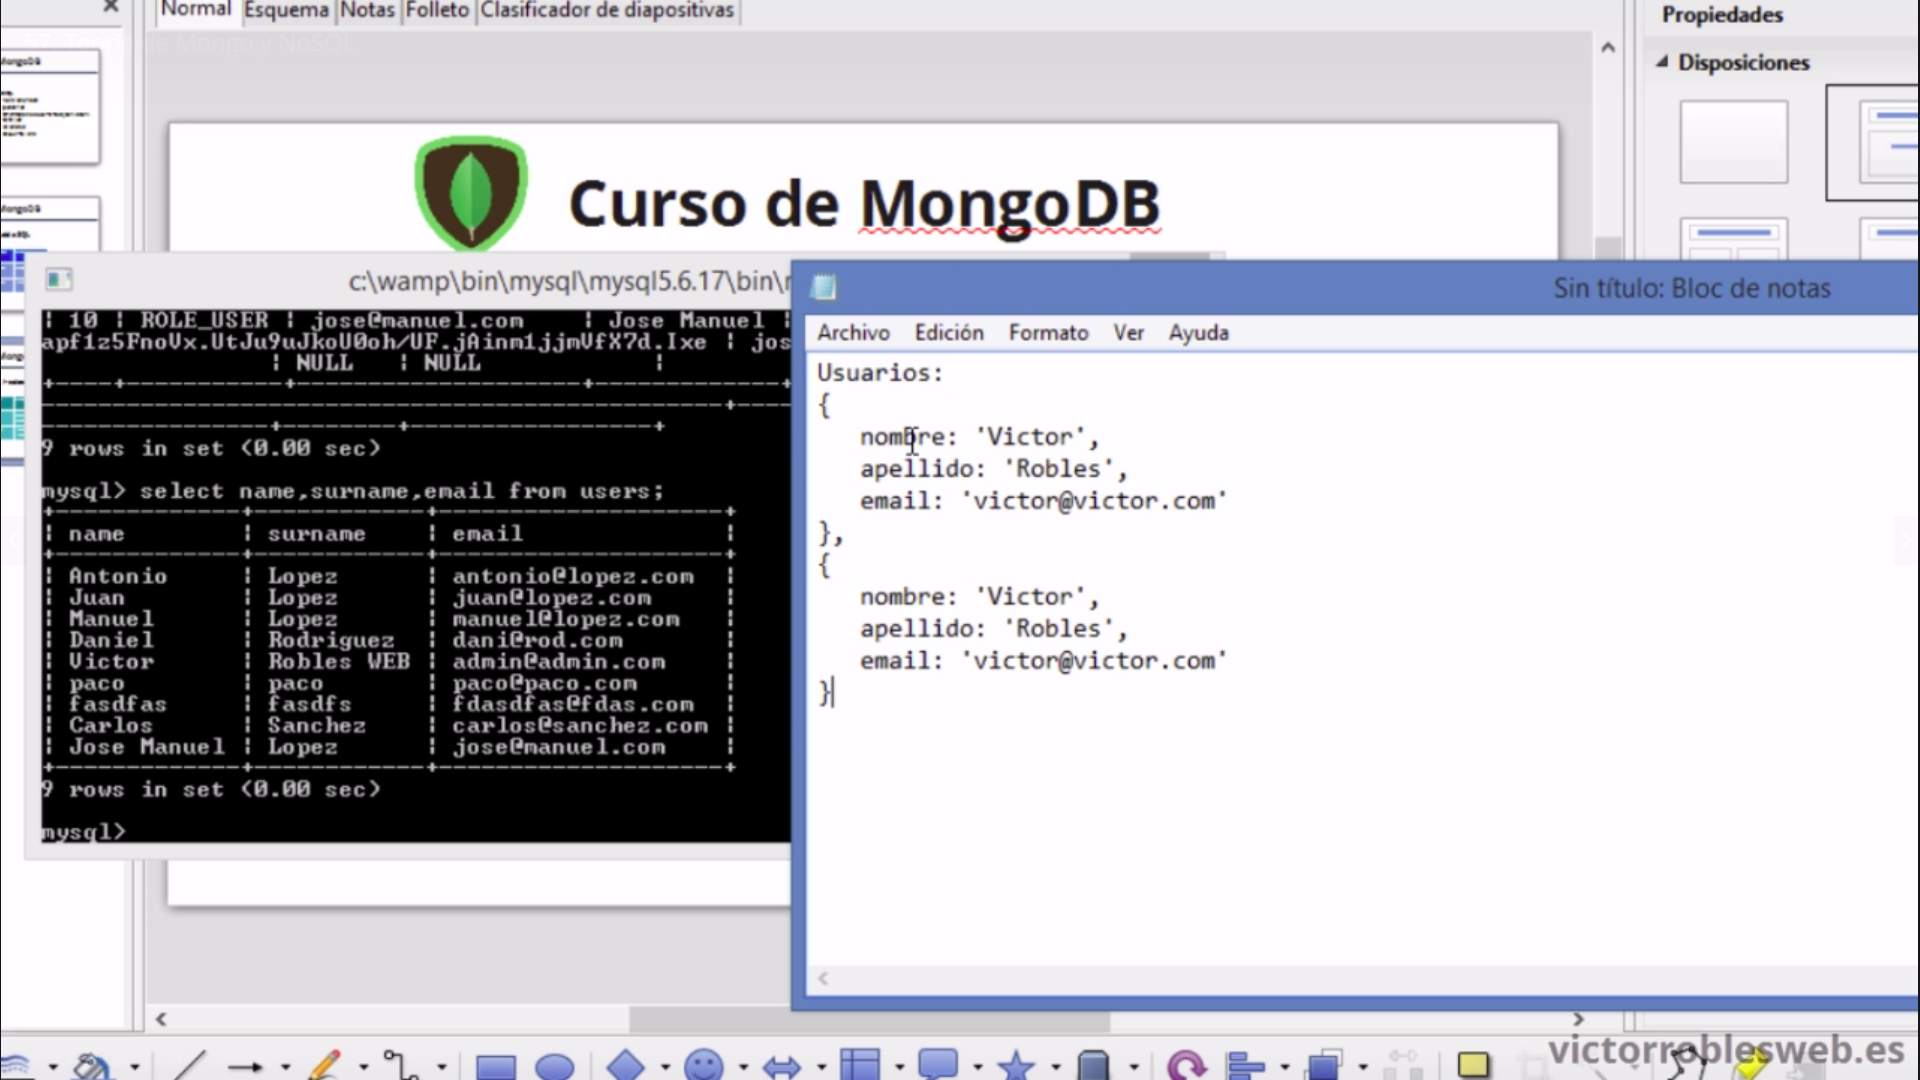 Normal Esquema Notas Folleto Clasificador de diapositivas
Propiedades
Disposiciones
de Mongo y NoSQL
MongoDB
MongoDB
Curso de MongoDB
c:\wamp\bin\mysql\mysql5.6.17\bin\
| 10 | ROLE_USER | jose@manuel.com | Jose Manuel |
apf1z5FnoVx.UtJu9uJkoU0oh/UF.jAinm1jjmVfX7d.Ixe | jos
| NULL | NULL |
9 rows in set (0.00 sec)
mysql> select name,surname,email from users;
| name | surname | email |
| Antonio | Lopez | antonio@lopez.com |
| Juan | Lopez | juan@lopez.com |
| Manuel | Lopez | manuel@lopez.com |
| Daniel | Rodriguez | dani@rod.com |
| Victor | Robles WEB | admin@admin.com |
| paco | paco | paco@paco.com |
| fasdfas | fasdfs | fdasdfas@fdas.com |
| Carlos | Sanchez | carlos@sanchez.com |
| Jose Manuel | Lopez | jose@manuel.com |
9 rows in set (0.00 sec)
mysql>
Sin título: Bloc de notas
Archivo Edición Formato Ver Ayuda
Usuarios:
{
nombre: 'Victor',
apellido: 'Robles',
email: 'victor@victor.com'
},
{
nombre: 'Victor',
apellido: 'Robles',
email: 'victor@victor.com'
}
victorroblesweb.es